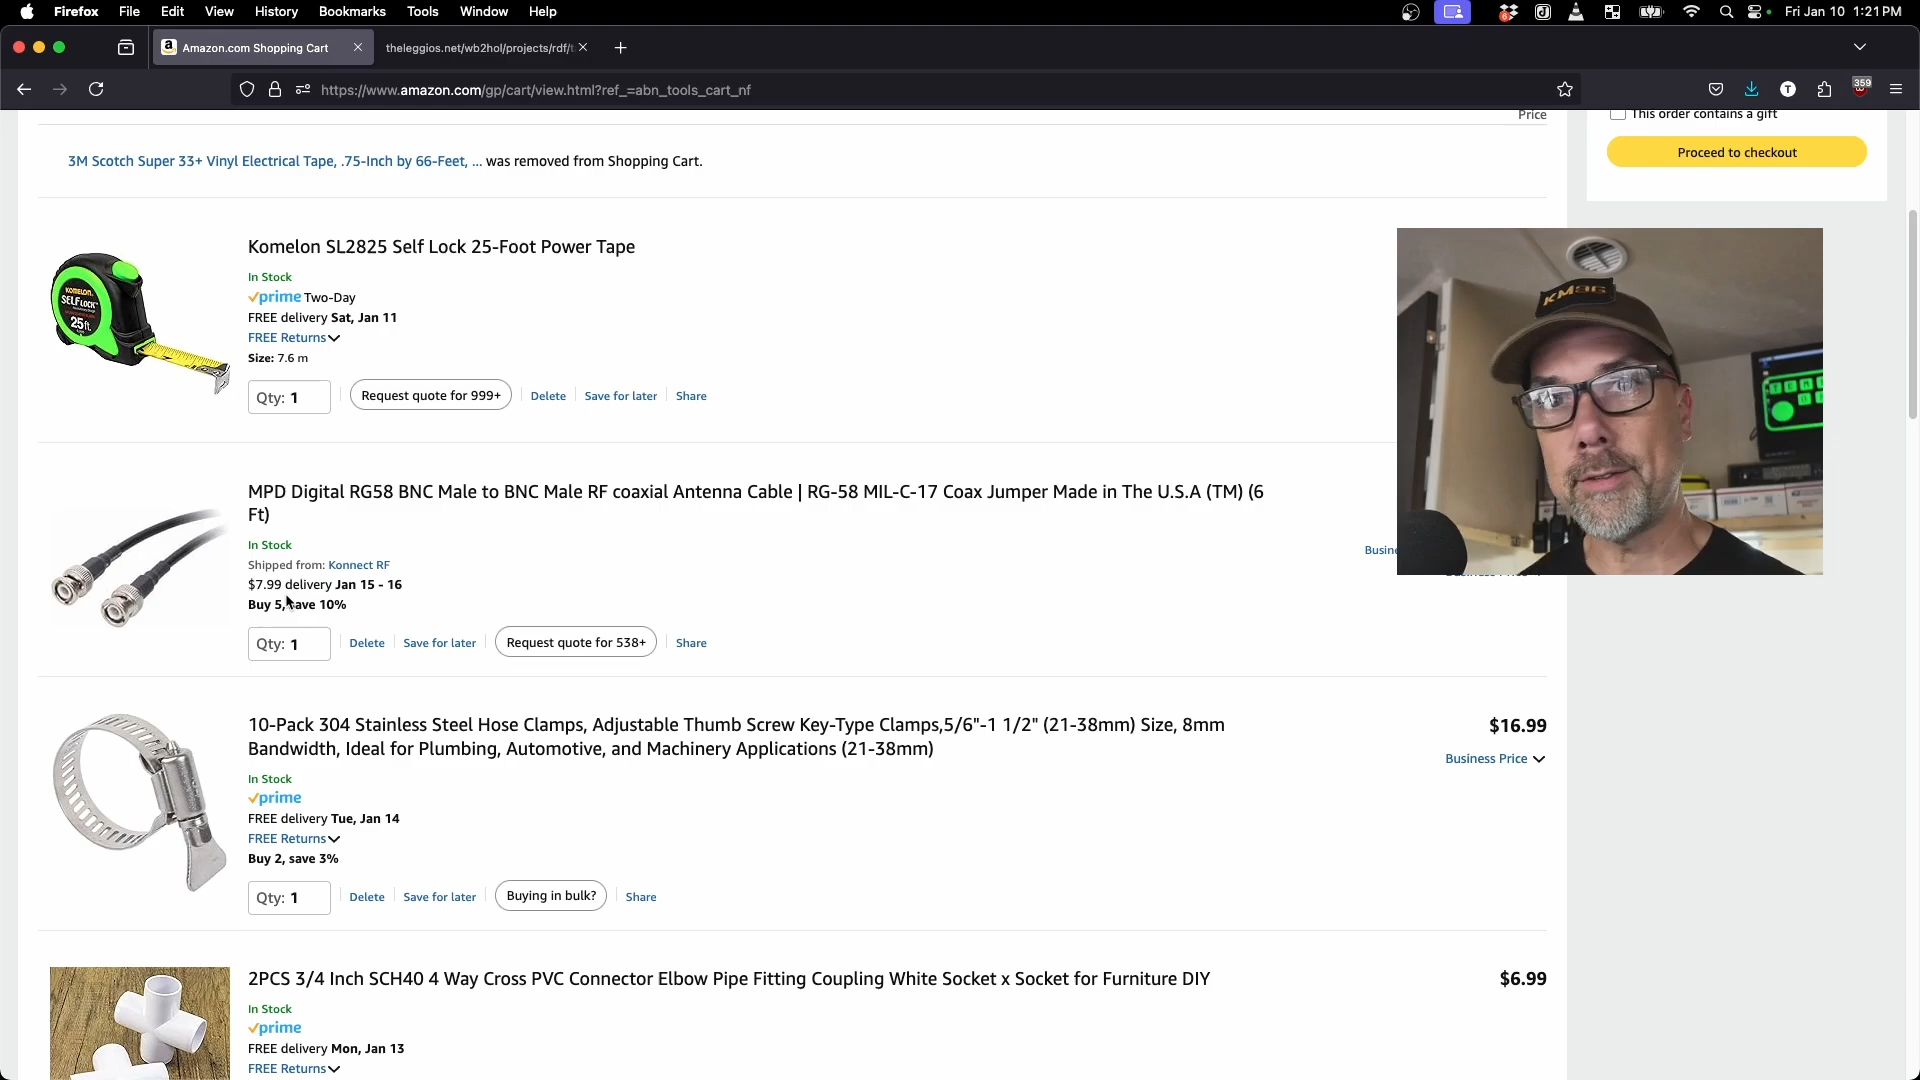 Firefox File Edit View History Bookmarks Tools Window Help
Fri Jan 10 1:21 PM
Amazon.com Shopping Cart
theleggios.net/wb2hol/projects/rdf/t
https://www.amazon.com/gp/cart/view.html?ref_=abn_tools_cart_nf
359
Price
This order contains a gift
Proceed to checkout
3M Scotch Super 33+ Vinyl Electrical Tape, .75-Inch by 66-Feet, ... was removed from Shopping Cart.
Komelon SL2825 Self Lock 25-Foot Power Tape
In Stock
prime Two-Day
FREE delivery Sat, Jan 11
FREE Returns
Size: 7.6 m
Qty: 1
Request quote for 999+
Delete
Save for later
Share
KOMELON
SELF LOCK
25 ft.
KM9G
MPD Digital RG58 BNC Male to BNC Male RF coaxial Antenna Cable | RG-58 MIL-C-17 Coax Jumper Made in The U.S.A (TM) (6
Ft)
In Stock
Shipped from: Konnect RF
$7.99 delivery Jan 15 - 16
Buy 5, save 10%
Qty: 1
Delete
Save for later
Request quote for 538+
Share
10-Pack 304 Stainless Steel Hose Clamps, Adjustable Thumb Screw Key-Type Clamps,5/6"-1 1/2" (21-38mm) Size, 8mm
Bandwidth, Ideal for Plumbing, Automotive, and Machinery Applications (21-38mm)
$16.99
Business Price
In Stock
prime
FREE delivery Tue, Jan 14
FREE Returns
Buy 2, save 3%
Qty: 1
Delete
Save for later
Buying in bulk?
Share
2PCS 3/4 Inch SCH40 4 Way Cross PVC Connector Elbow Pipe Fitting Coupling White Socket x Socket for Furniture DIY
$6.99
In Stock
prime
FREE delivery Mon, Jan 13
FREE Returns